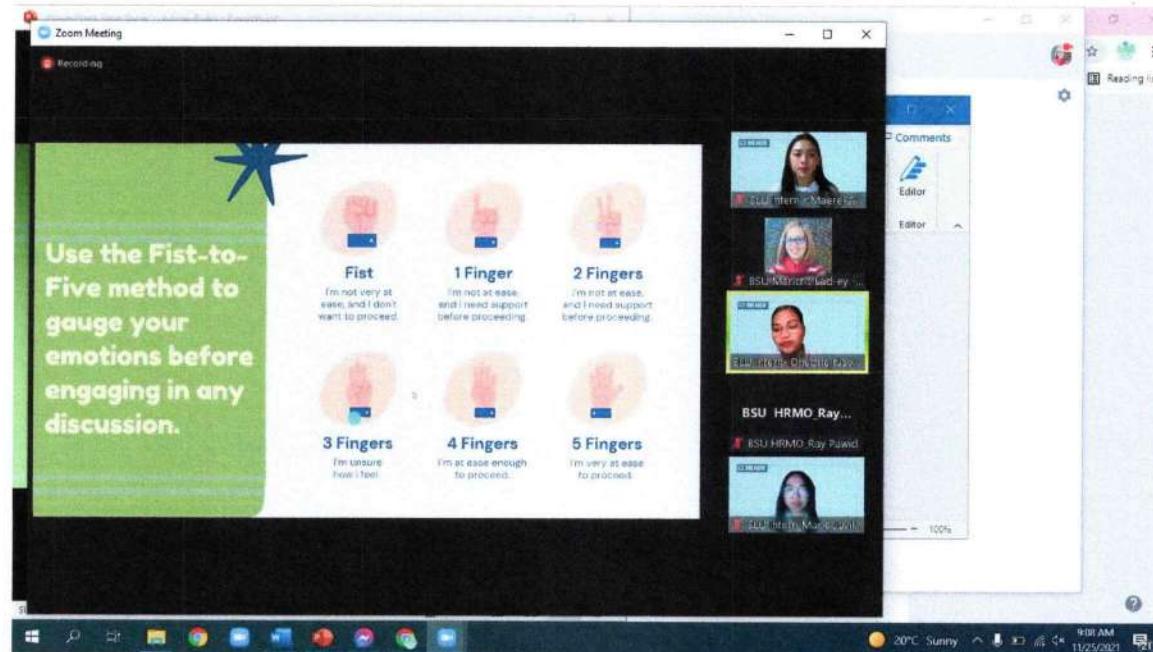 Zoom Meeting
Recording
Reading
Comments
Editor
Editor
Use the Fist-to-
Five method to
gauge your
emotions before
engaging in any
discussion.
Fist
I'm not very at
ease, and I don't
want to proceed.
1 Finger
I'm not at ease,
and I need support
before proceeding.
2 Fingers
I'm not at ease,
and I need support
before proceeding.
3 Fingers
I'm unsure
how I feel.
4 Fingers
I'm at ease enough
to proceed.
5 Fingers
I'm very at ease
to proceed.
BSU HRMO_Ray...
BSU HRMO_Ray Pawid
100%
20°C Sunny
9:08 AM
11/25/2021